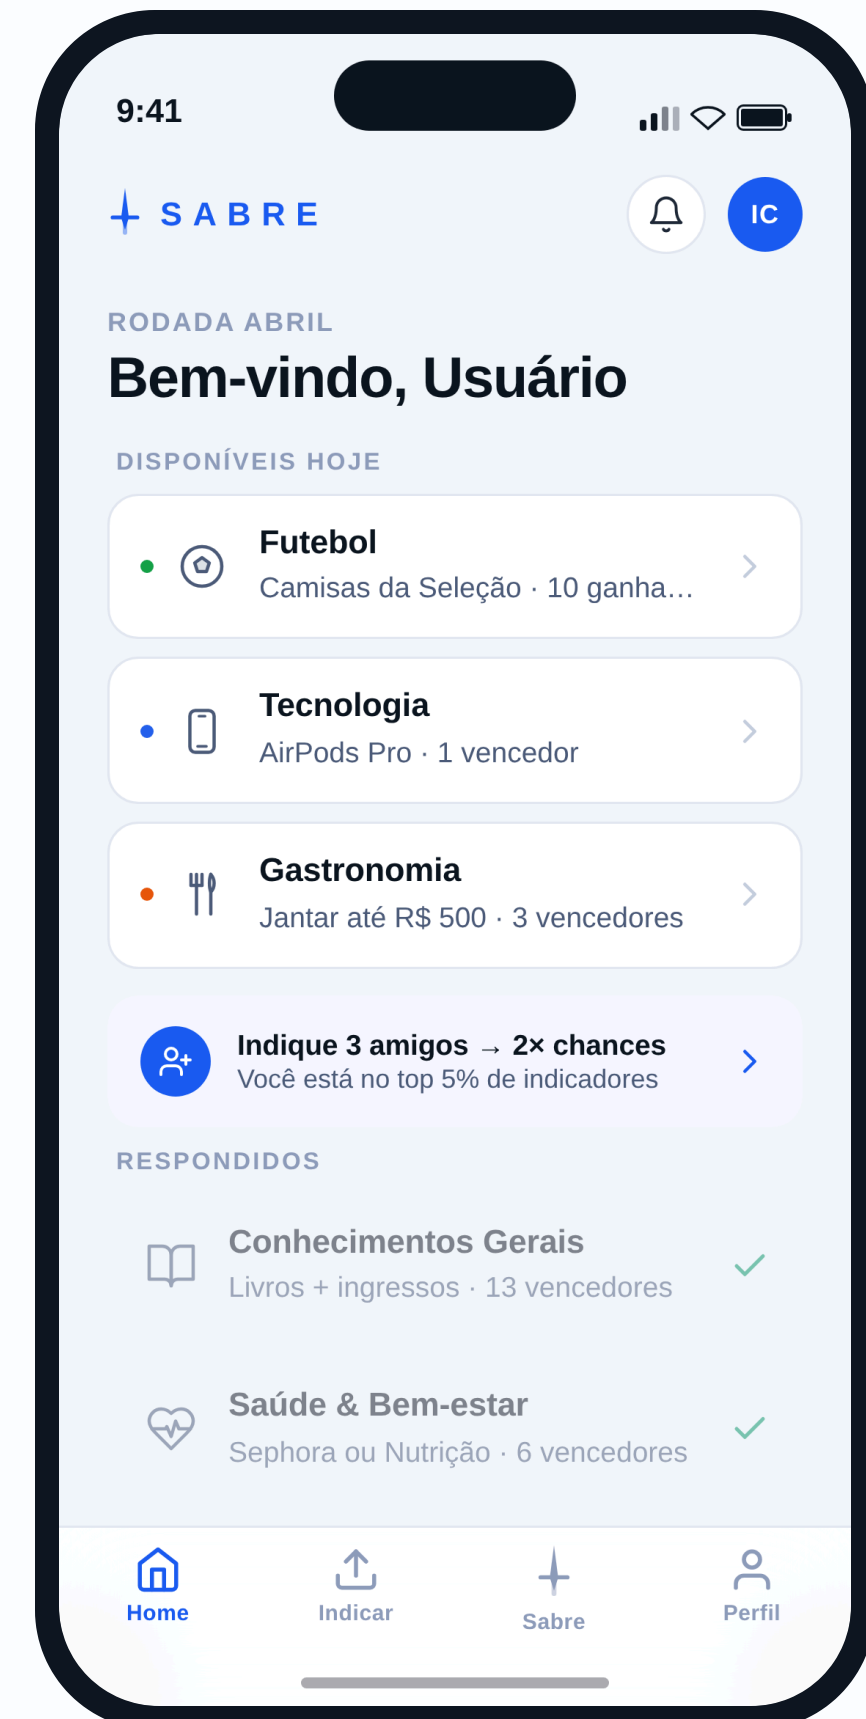 9:41
SABRE
IC
RODADA ABRIL
Bem-vindo, Usuário
DISPONÍVEIS HOJE
Futebol
Camisas da Seleção · 10 ganha…
Tecnologia
AirPods Pro · 1 vencedor
Gastronomia
Jantar até R$ 500 · 3 vencedores
Indique 3 amigos → 2× chances
Você está no top 5% de indicadores
RESPONDIDOS
Conhecimentos Gerais
Livros + ingressos · 13 vencedores
Saúde & Bem-estar
Sephora ou Nutrição · 6 vencedores
Home
Indicar
Sabre
Perfil